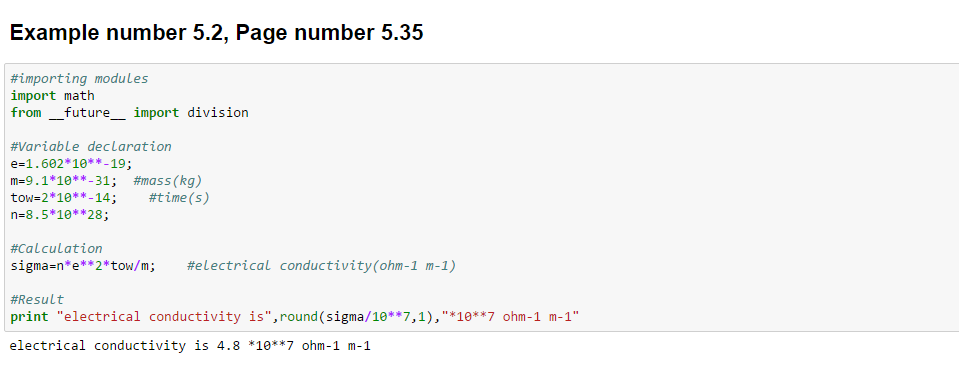 Example number 5.2, Page number 5.35
#importing modules
import math
from __future__ import division
#Variable declaration
e=1.602*10**-19;
m=9.1*10**-31;  #mass(kg)
tow=2*10**-14;    #time(s)
n=8.5*10**28;
#Calculation
sigma=n*e**2*tow/m;    #electrical conductivity(ohm-1 m-1)
#Result
print "electrical conductivity is",round(sigma/10**7,1),"*10**7 ohm-1 m-1"
electrical conductivity is 4.8 *10**7 ohm-1 m-1